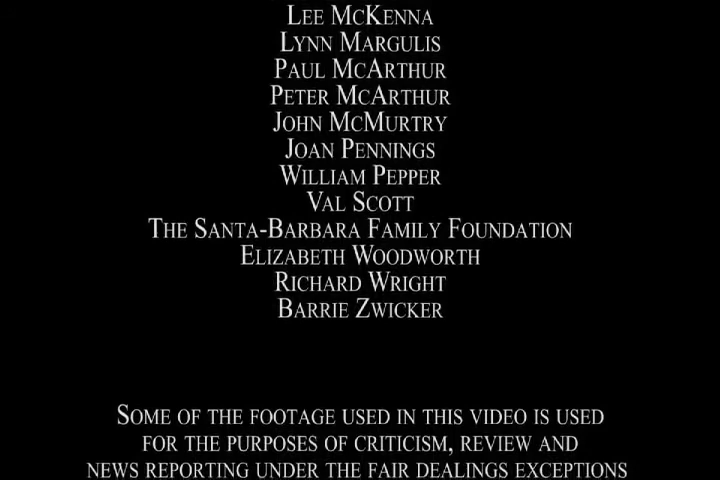 LEE MCKENNA
LYNN MARGULIS
PAUL MCARTHUR
PETER MCARTHUR
JOHN MCMURTRY
JOAN PENNINGS
WILLIAM PEPPER
VAL SCOTT
THE SANTA-BARBARA FAMILY FOUNDATION
ELIZABETH WOODWORTH
RICHARD WRIGHT
BARRIE ZWICKER
SOME OF THE FOOTAGE USED IN THIS VIDEO IS USED
FOR THE PURPOSES OF CRITICISM, REVIEW AND
NEWS REPORTING UNDER THE FAIR DEALINGS EXCEPTIONS